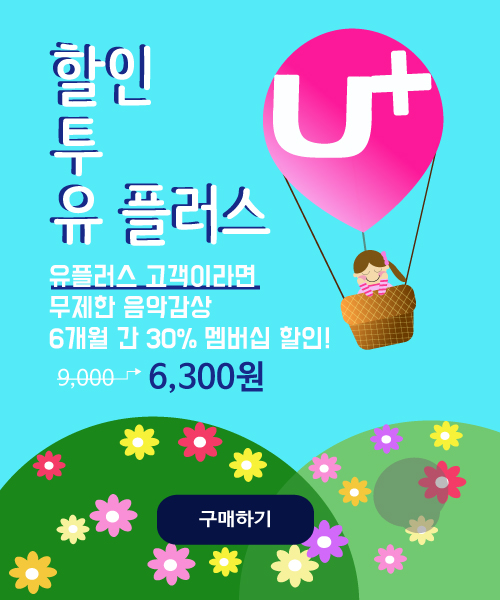 할인
투
유 플러스
U+
유플러스 고객이라면
무제한 음악감상
6개월 간 30% 멤버십 할인!
9,000 6,300원
구매하기